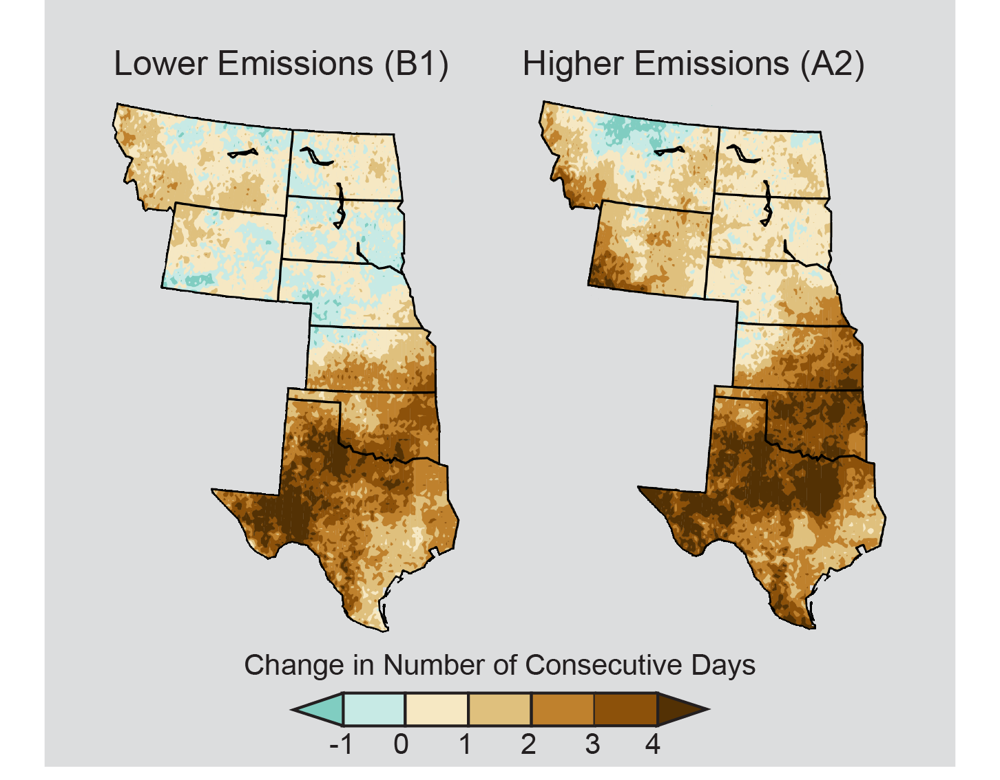 Lower Emissions (B1)
Higher Emissions (A2)
Change in Number of Consecutive Days
-1 0 1 2 3 4